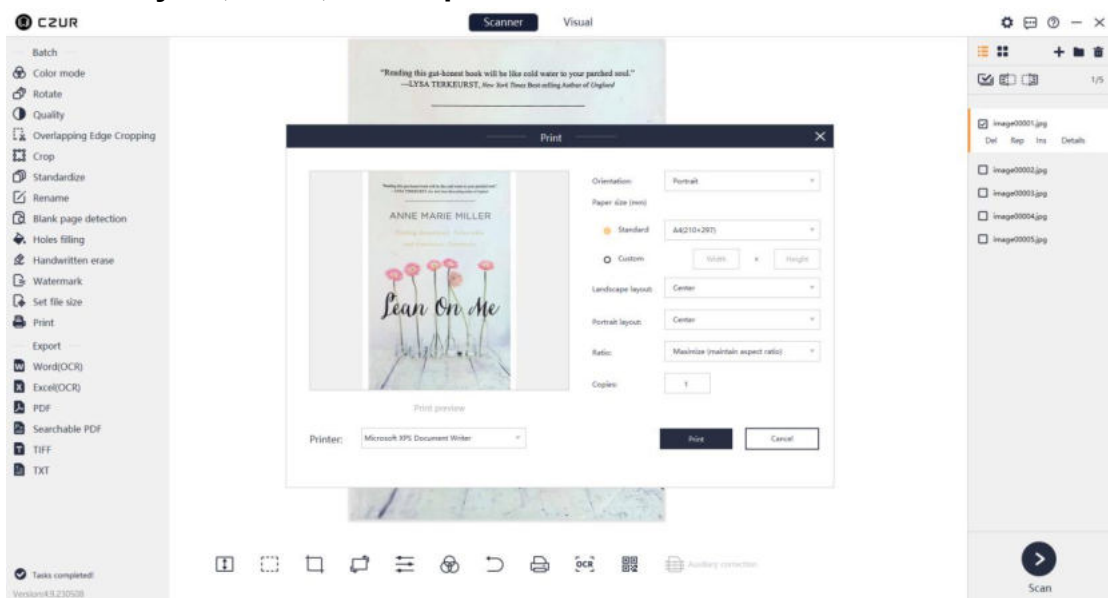 CZUR
Scanner
Visual
Batch
Color mode
Rotate
Quality
Overlapping Edge Cropping
Crop
Standardize
Rename
Blank page detection
Holes filling
Handwritten erase
Watermark
Set file size
Print
Export
Word(OCR)
Excel(OCR)
PDF
Searchable PDF
TIFF
TXT
Tasks completed!
Version:4.9.230508
"Reading this gut-honest book will be like cold water to your parched soul."
—LYSA TERKEURST, New York Times Best-selling Author of Unglued
Print
ANNE MARIE MILLER
Lean On Me
Print preview
Printer:
Microsoft XPS Document Writer
Orientation:
Portrait
Paper size (mm)
Standard
A4(210×297)
Custom
Width
x
Height
Landscape layout:
Center
Portrait layout:
Center
Ratio:
Maximize (maintain aspect ratio)
Copies:
1
Print
Cancel
OCR
Auxiliary correction
1/5
image00001.jpg
Del Rep Ins Details
image00002.jpg
image00003.jpg
image00004.jpg
image00005.jpg
Scan